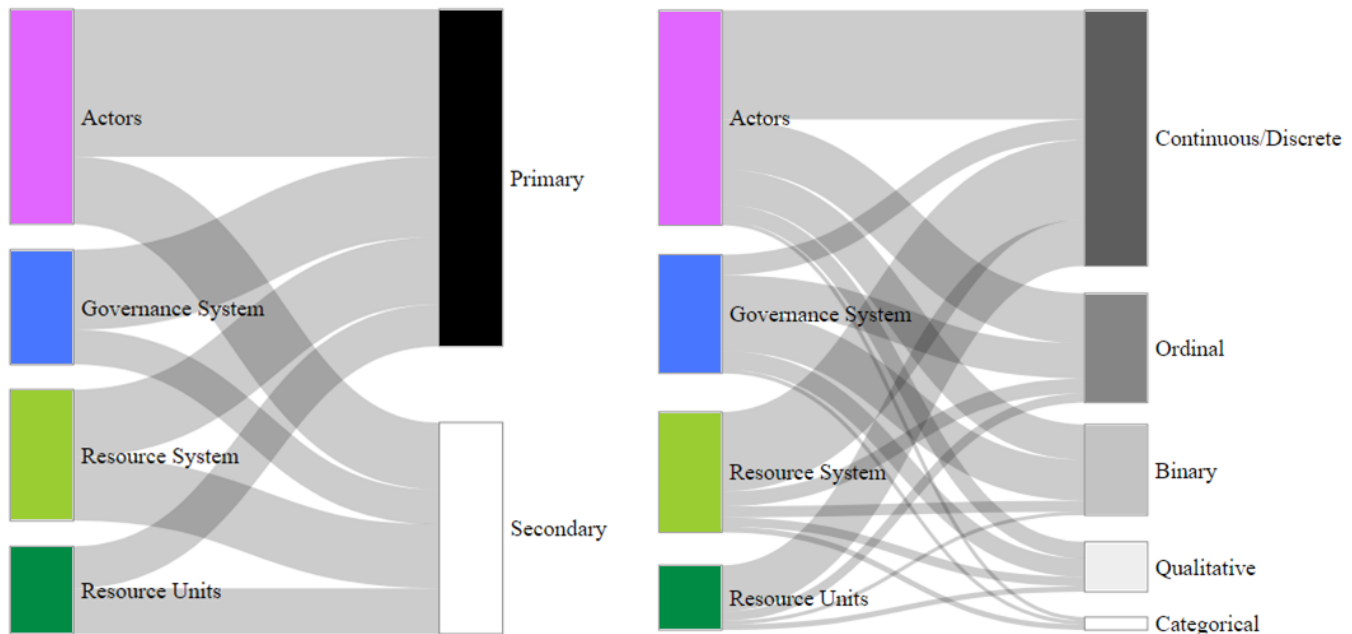 Actors
Governance System
Resource System
Resource Units
Primary
Secondary
Actors
Governance System
Resource System
Resource Units
Continuous/Discrete
Ordinal
Binary
Qualitative
Categorical